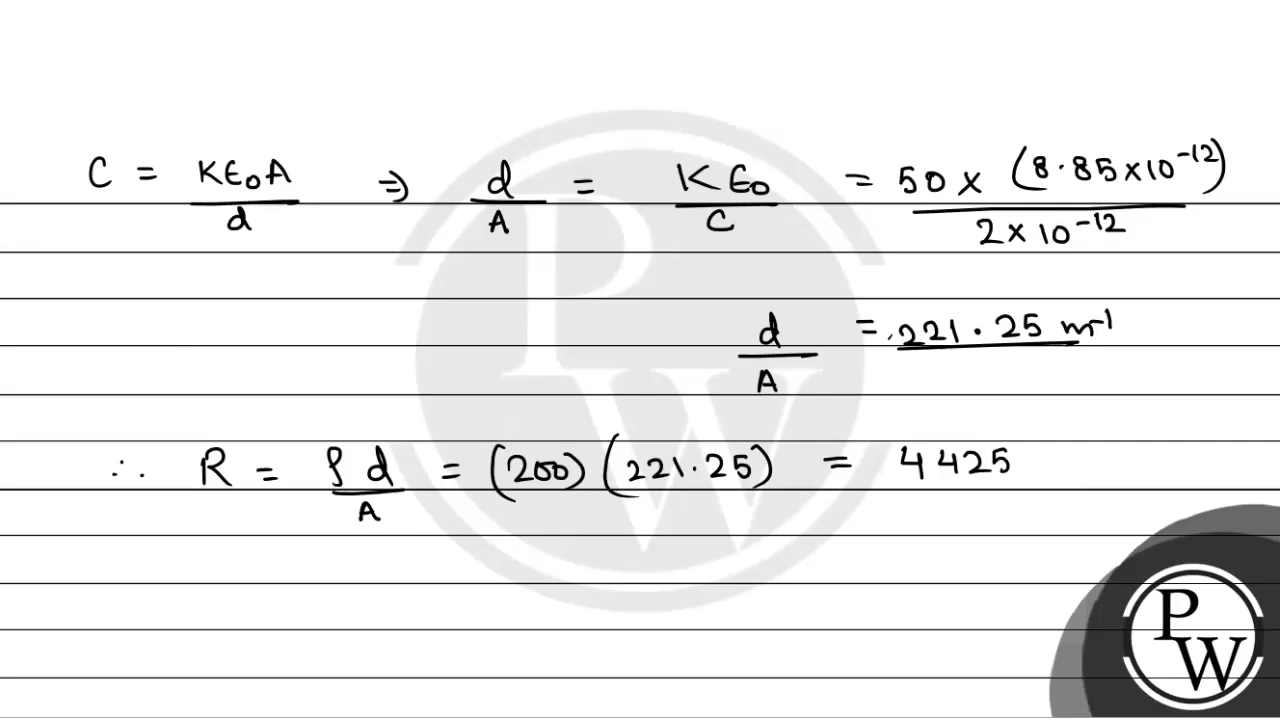 C = Kϵ₀A/d ⇒ d/A = Kϵ₀/C = 50 × (8.85×10⁻¹²)/2×10⁻¹²
d/A = 221.25 m⁻¹
∴ R = ρd/A = (200)(221.25) = 4425
PW
PW